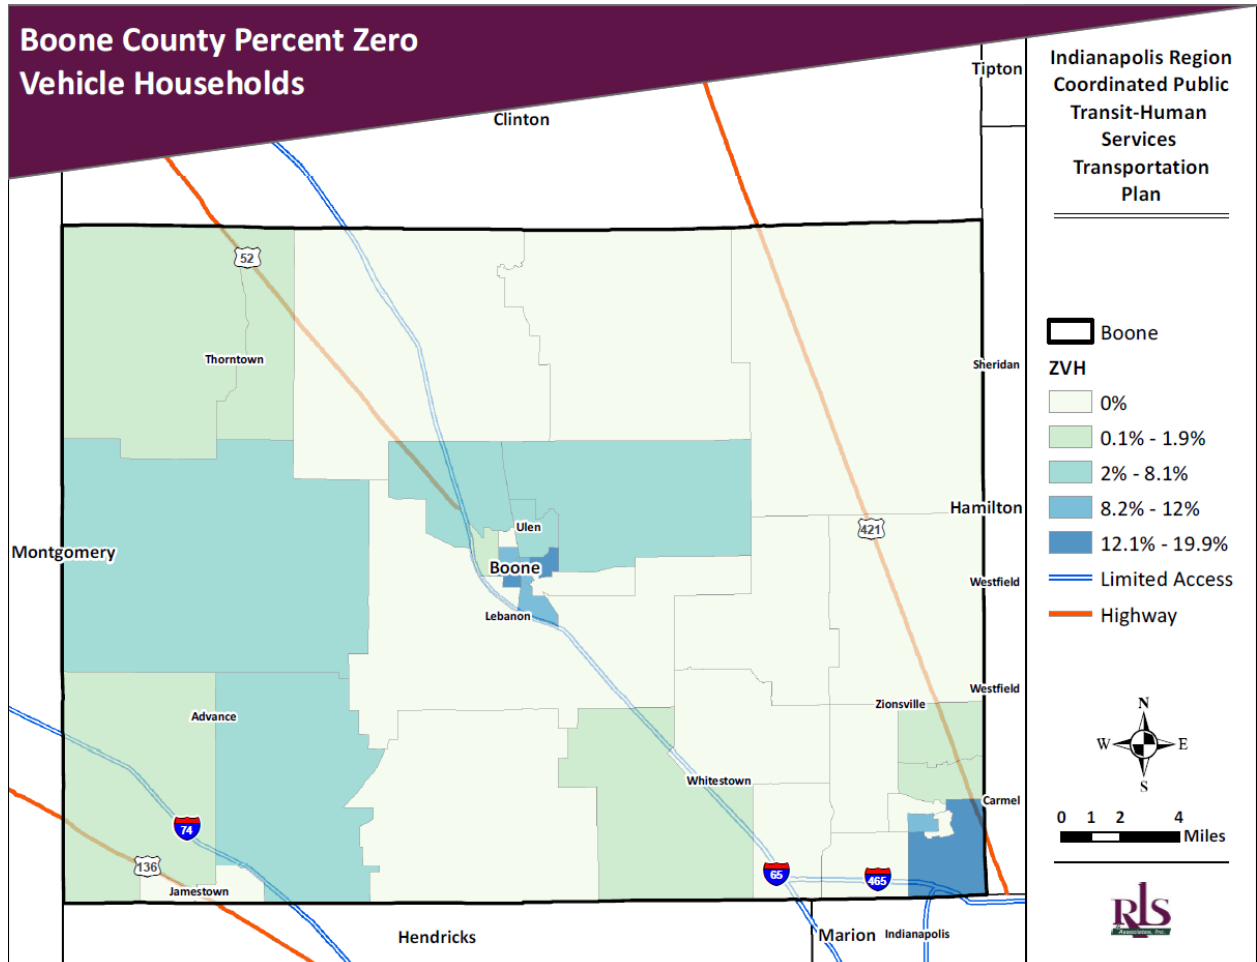 Boone County Percent Zero
Vehicle Households
Tipton
Clinton
Indianapolis Region
Coordinated Public
Transit-Human
Services
Transportation
Plan
52
Thorntown
Sheridan
Boone
ZVH
0%
0.1% - 1.9%
2% - 8.1%
8.2% - 12%
12.1% - 19.9%
Limited Access
Highway
Hamilton
421
Ulen
Montgomery
Boone
Westfield
Lebanon
Westfield
Zionsville
Advance
Whitestown
Carmel
N
W
E
S
0 1 2 4
Miles
74
136
65
465
Jamestown
Hendricks
Marion
Indianapolis
RLS
& Associates, Inc.